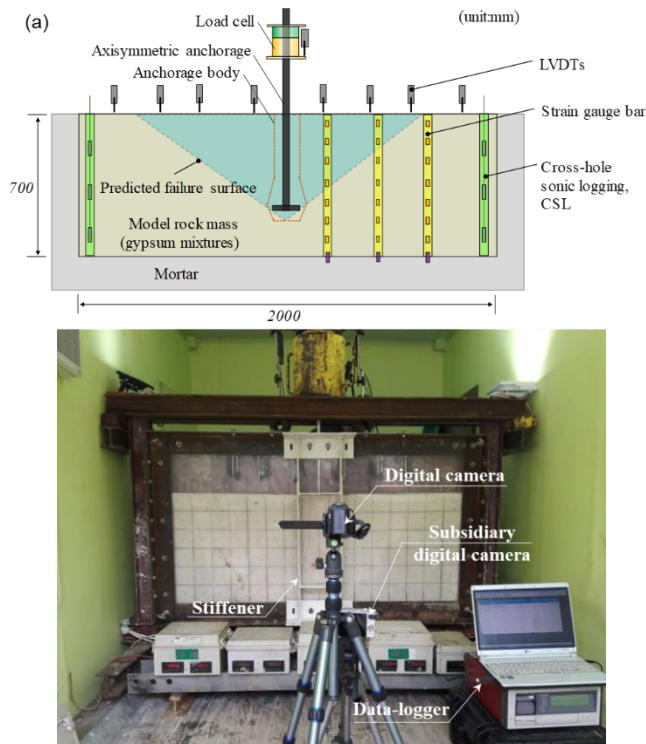 (a)
(unit:mm)
Load cell
Axisymmetric anchorage
Anchorage body
LVDTs
Strain gauge bar
700
Predicted failure surface
Cross-hole
sonic logging,
CSL
Model rock mass
(gypsum mixtures)
Mortar
2000
Digital camera
Subsidiary
digital camera
Stiffener
Data-logger